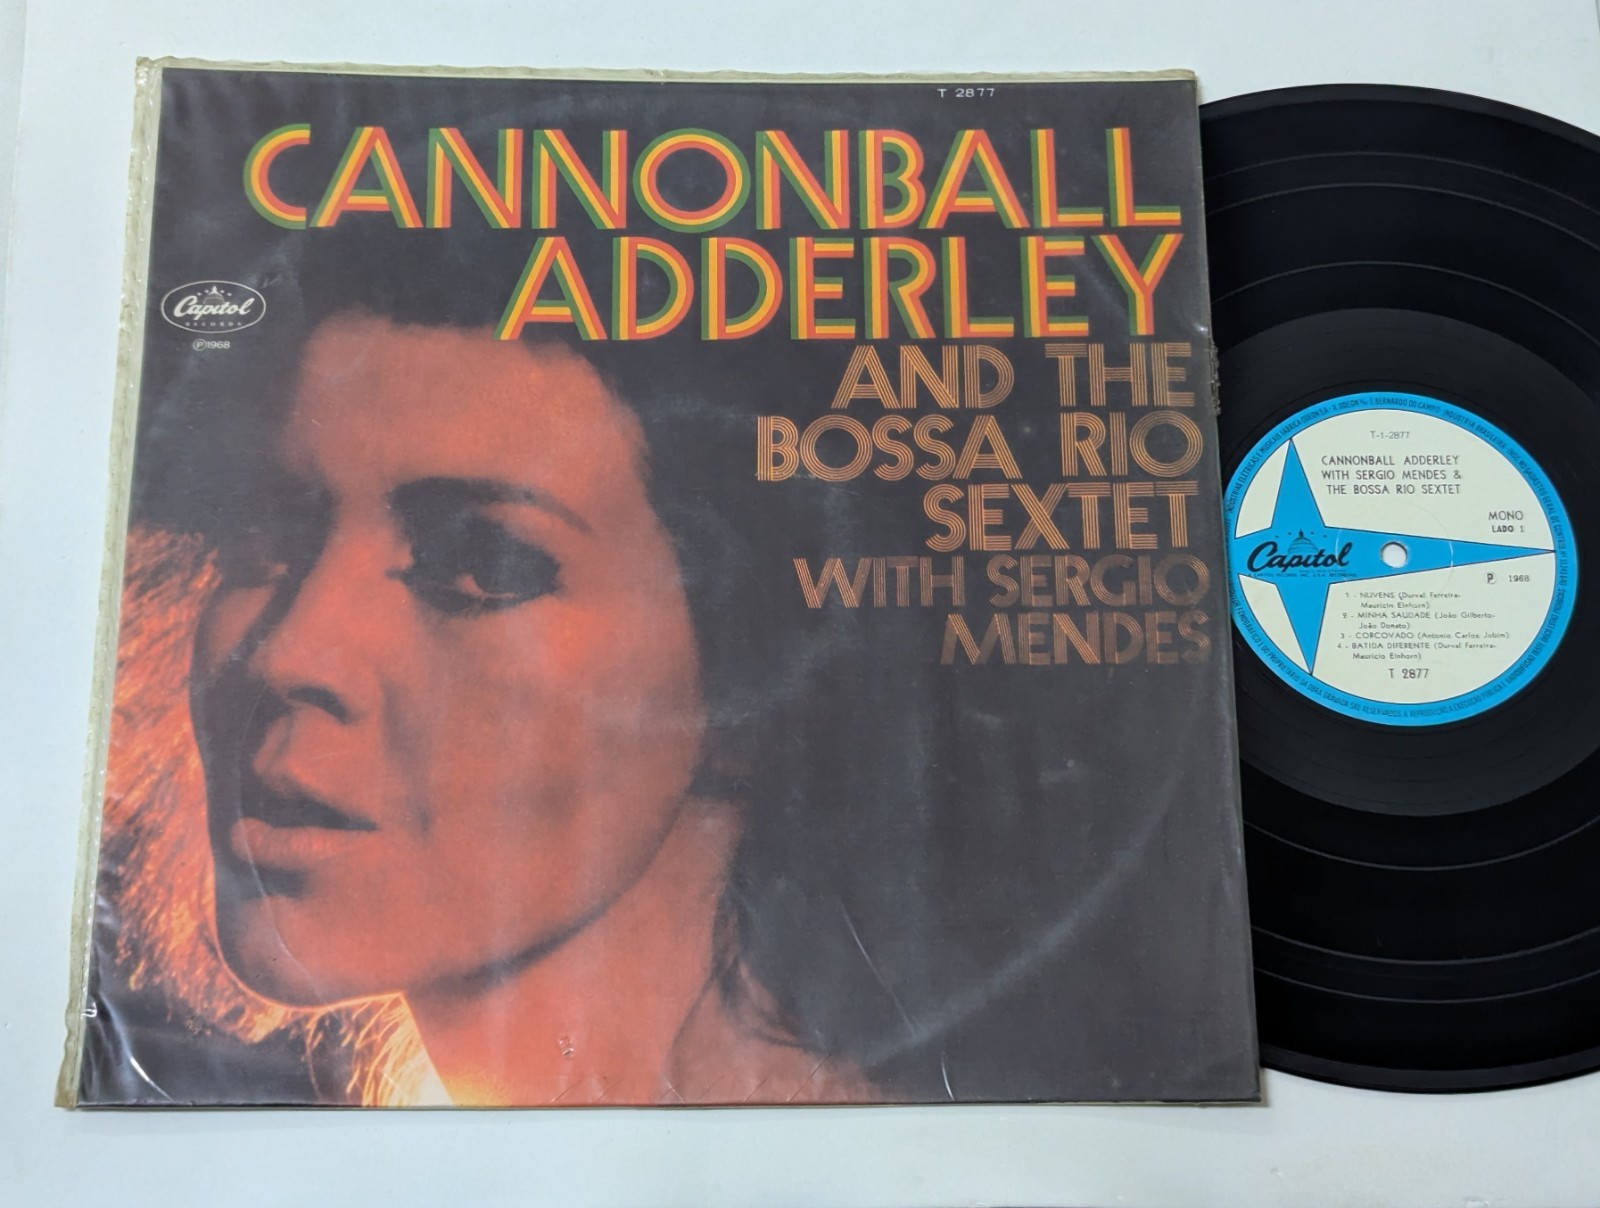 T 2877
CANNONBALL
ADDERLEY
AND THE
BOSSA RIO
SEXTET
WITH SERGIO
MENDES
Capitol
RECORDS
℗1968
T-1-2877
CANNONBALL ADDERLEY
WITH SERGIO MENDES &
THE BOSSA RIO SEXTET
MONO
LADO 1
Capitol
℗ 1968
1 - NUVENS (Durval Ferreira-
Mauricio Einhorn)
2 - MINHA SAUDADE (João Gilberto-
João Donato)
3 - CORCOVADO (Antonio Carlos Jobim)
4 - BATIDA DIFERENTE (Durval Ferreira-
Mauricio Einhorn)
T 2877